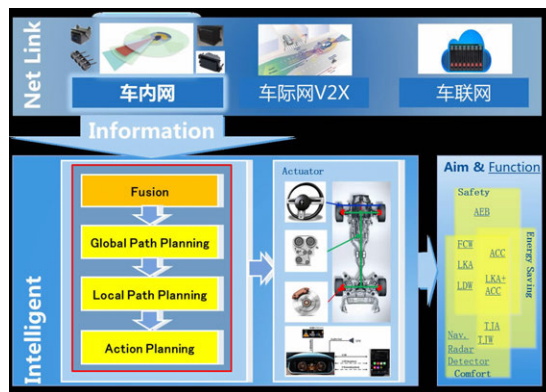 Net Link
车内网
车际网V2X
车联网
Information
Intelligent
Fusion
Global Path Planning
Local Path Planning
Action Planning
Actuator
Aim & Function
Safety
AEB
Energy Saving
FCW
ACC
LKA
LKA+
LDW
ACC
TJA
Nav.
TJW
Radar
Detector
Comfort